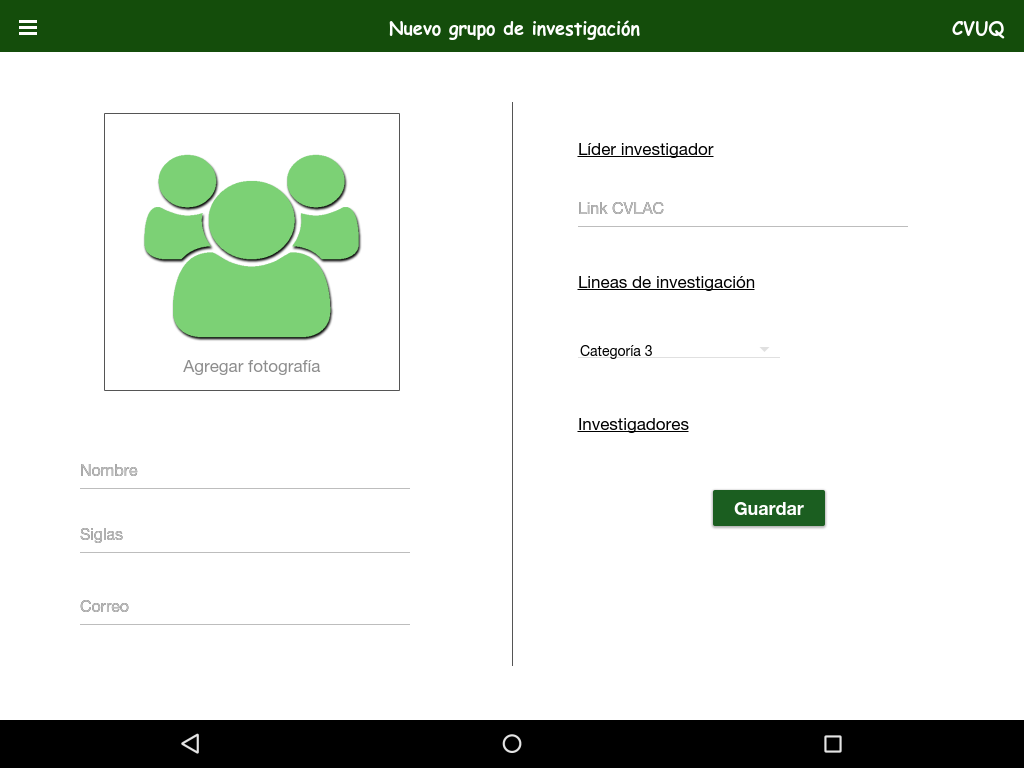 Nuevo grupo de investigación
CVUQ
Agregar fotografía
Nombre
Siglas
Correo
Líder investigador
Link CVLAC
Lineas de investigación
Categoría 3
Investigadores
Guardar